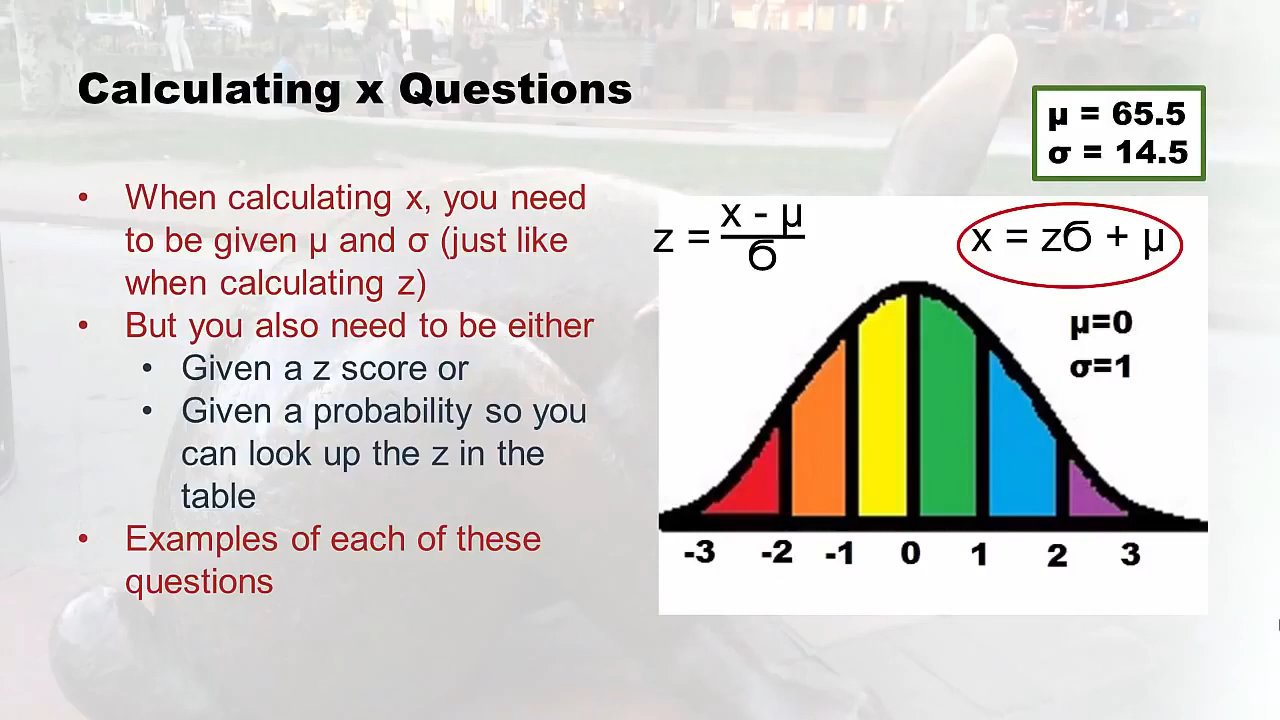 Calculating x Questions
μ = 65.5
σ = 14.5
• When calculating x, you need
to be given μ and σ (just like
when calculating z)
• But you also need to be either
• Given a z score or
• Given a probability so you
can look up the z in the
table
• Examples of each of these
questions
z = x - μ
Ϭ
x = zϬ + μ
μ=0
σ=1
-3 -2 -1 0 1 2 3